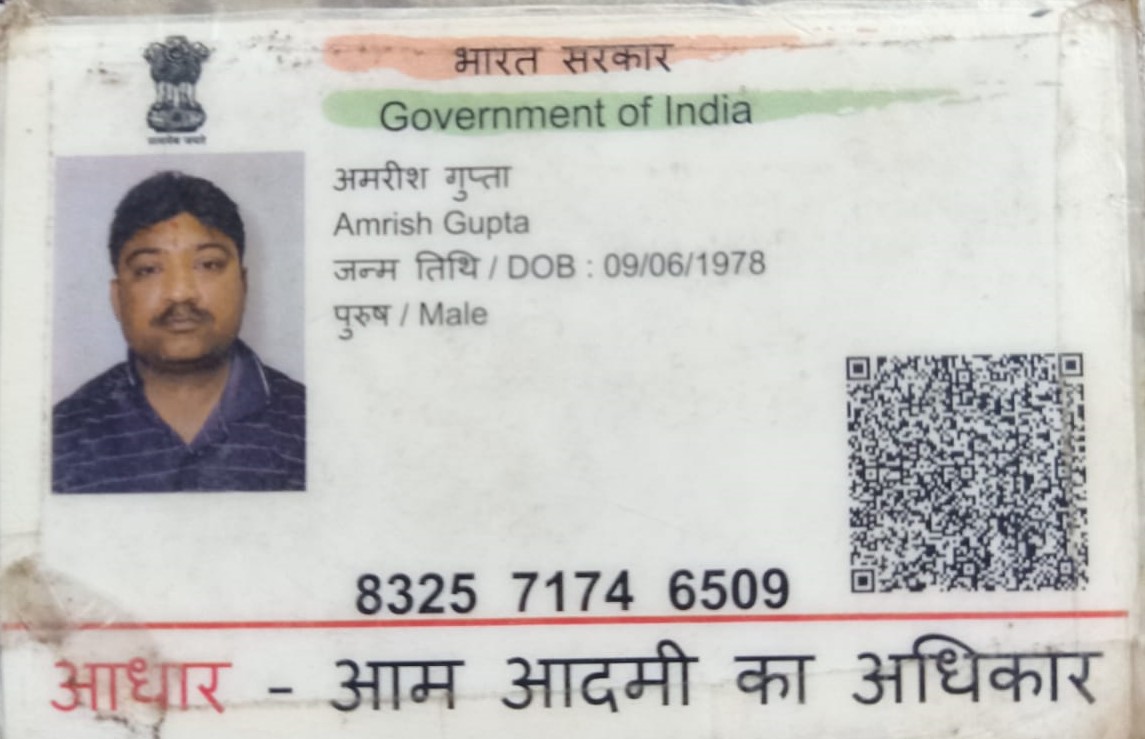 भारत सरकार
Government of India
सत्यमेव जयते
अमरीश गुप्ता
Amrish Gupta
जन्म तिथि / DOB : 09/06/1978
पुरुष / Male
8325 7174 6509
आधार - आम आदमी का अधिकार